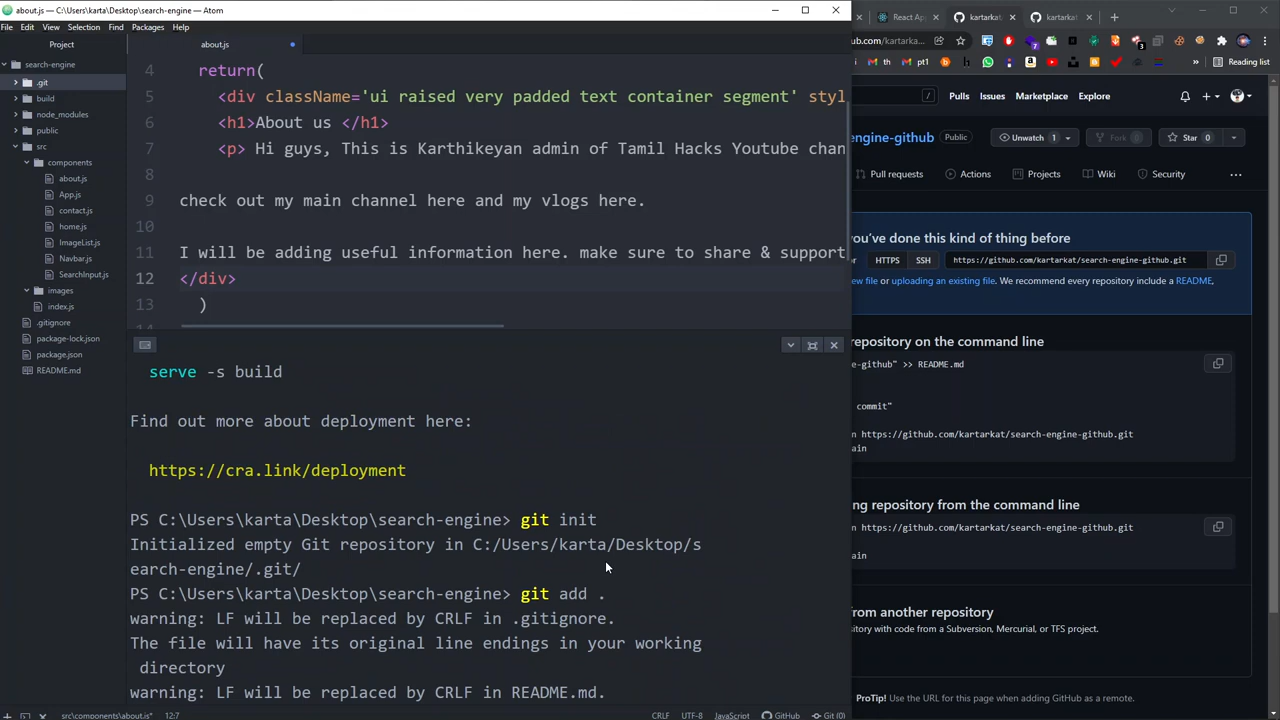 about.js — C:\Users\karta\Desktop\search-engine — Atom
File Edit View Selection Find Packages Help
Project
search-engine
.git
build
node_modules
public
src
components
about.js
App.js
contact.js
home.js
ImageList.js
Navbar.js
SearchInput.js
images
index.js
.gitignore
package-lock.json
package.json
README.md
about.js
4 return(
5 <div className='ui raised very padded text container segment' styl
6 <h1>About us </h1>
7 <p> Hi guys, This is Karthikeyan admin of Tamil Hacks Youtube chan
8
9 check out my main channel here and my vlogs here.
10
11 I will be adding useful information here. make sure to share & support
12 </div>
13 )
14
serve -s build
Find out more about deployment here:
https://cra.link/deployment
PS C:\Users\karta\Desktop\search-engine> git init
Initialized empty Git repository in C:/Users/karta/Desktop/s
earch-engine/.git/
PS C:\Users\karta\Desktop\search-engine> git add .
warning: LF will be replaced by CRLF in .gitignore.
The file will have its original line endings in your working
directory
warning: LF will be replaced by CRLF in README.md.
src\components\about.js* 12:7 CRLF UTF-8 JavaScript GitHub Git (0)
React App kartarkat kartarkat
ub.com/kartarka
th pt1 Reading list
Pulls Issues Marketplace Explore
engine-github Public Unwatch 1 Fork 0 Star 0
Pull requests Actions Projects Wiki Security
you've done this kind of thing before
or HTTPS SSH https://github.com/kartarkat/search-engine-github.git
ew file or uploading an existing file. We recommend every repository include a README,
repository on the command line
e-github" >> README.md
commit"
n https://github.com/kartarkat/search-engine-github.git
ain
ng repository from the command line
n https://github.com/kartarkat/search-engine-github.git
ain
from another repository
sitory with code from a Subversion, Mercurial, or TFS project.
ProTip! Use the URL for this page when adding GitHub as a remote.